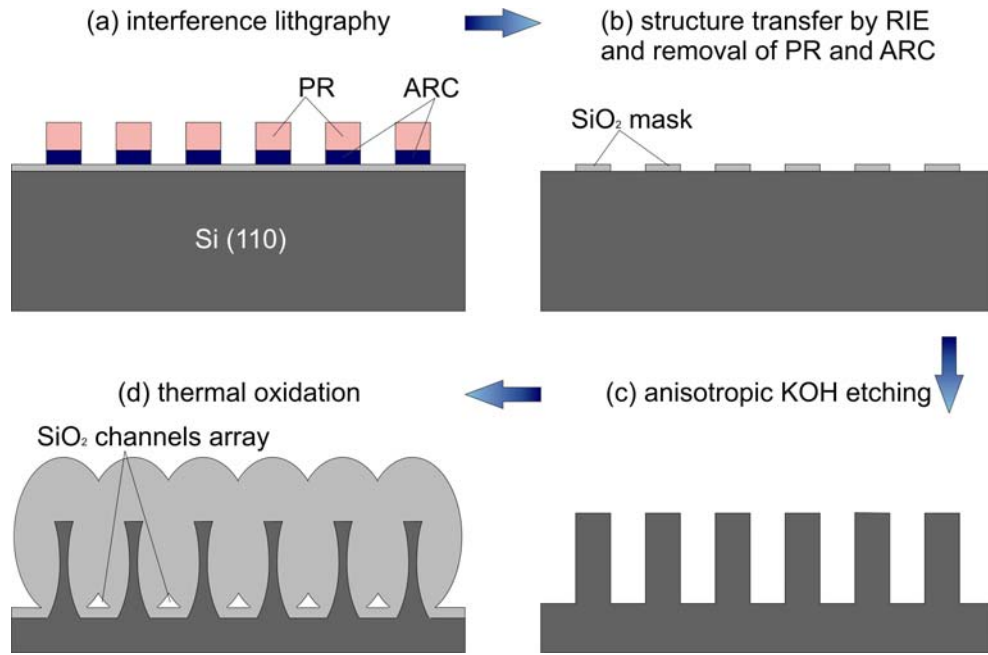 (a) interference lithgraphy
(b) structure transfer by RIE
and removal of PR and ARC
PR
ARC
SiO₂ mask
Si (110)
(d) thermal oxidation
(c) anisotropic KOH etching
SiO₂ channels array